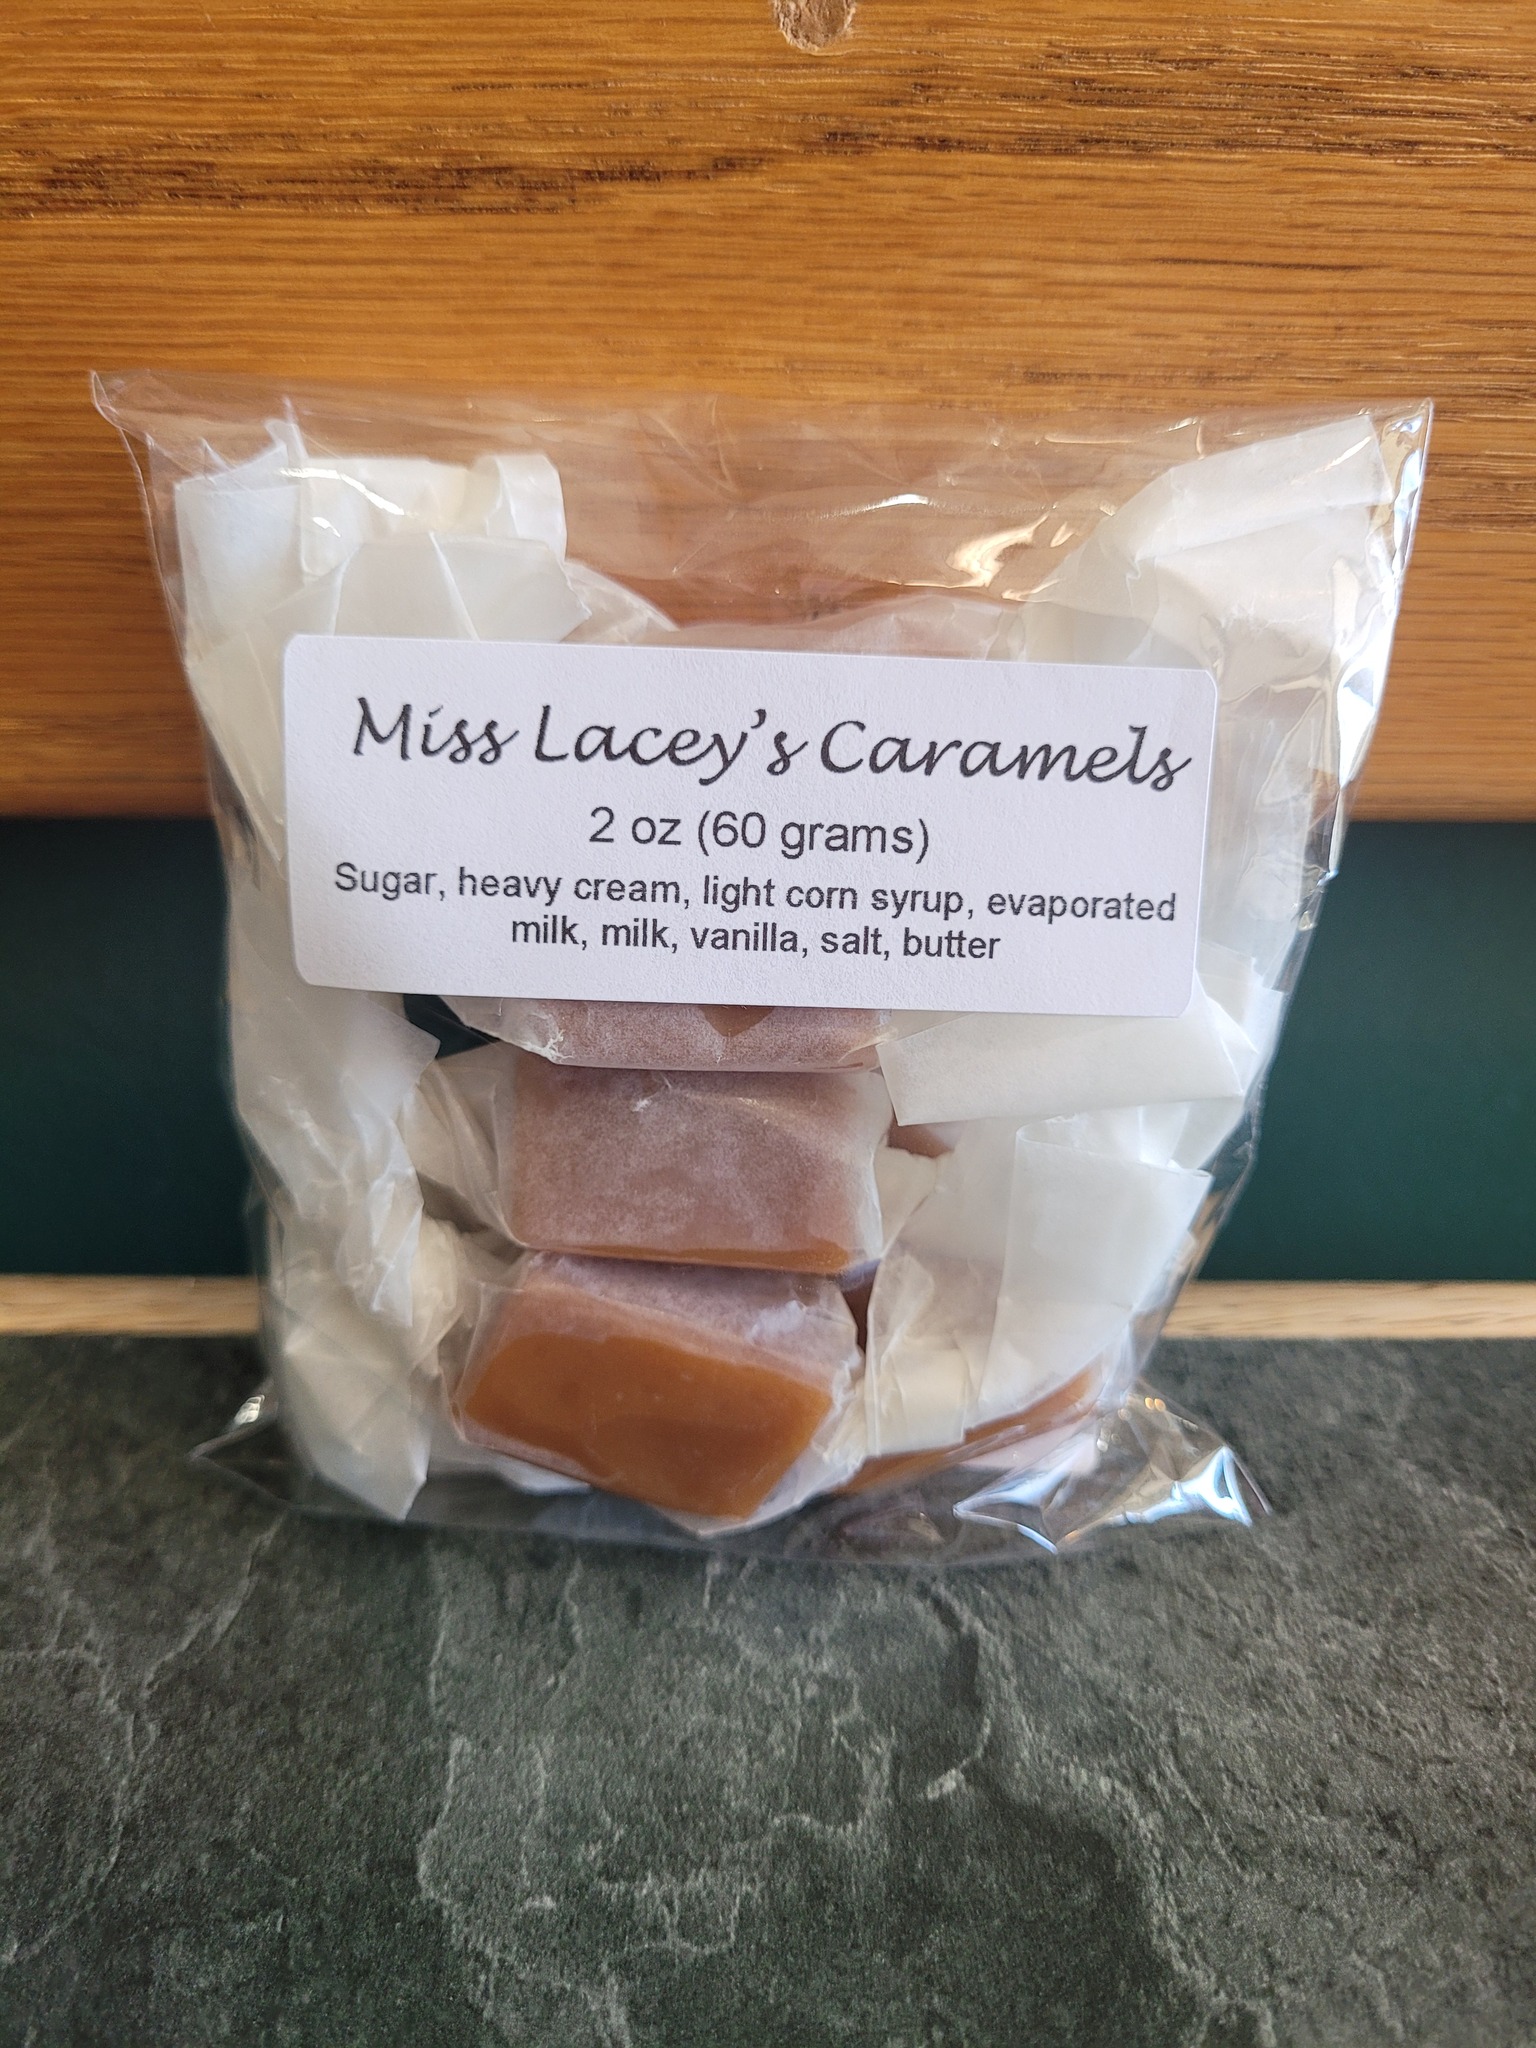 Miss Lacey's Caramels
2 oz (60 grams)
Sugar, heavy cream, light corn syrup, evaporated
milk, milk, vanilla, salt, butter